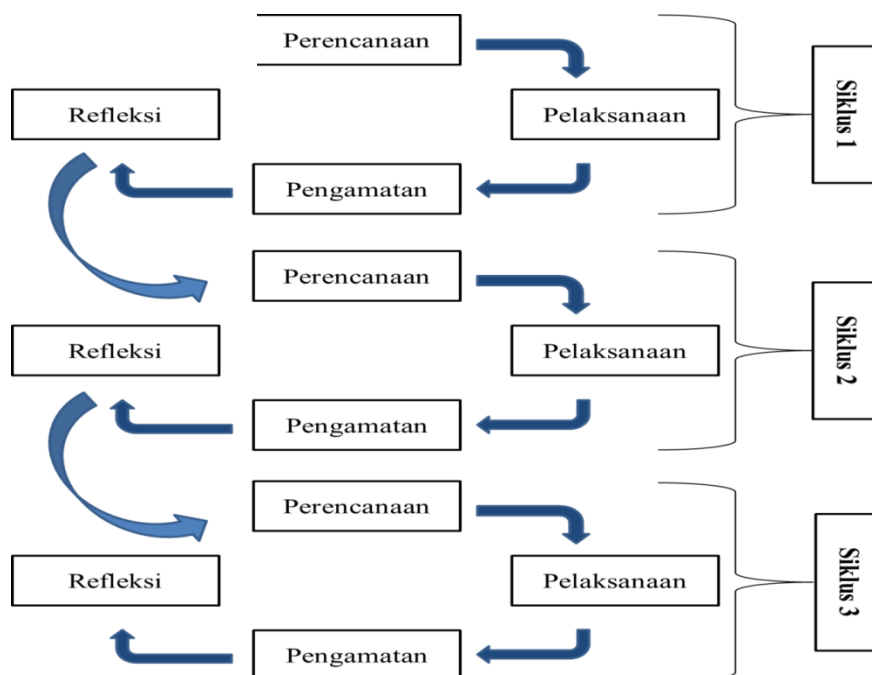 Perencanaan
Refleksi
Pelaksanaan
Siklus 1
Pengamatan
Perencanaan
Refleksi
Pelaksanaan
Siklus 2
Pengamatan
Perencanaan
Refleksi
Pelaksanaan
Siklus 3
Pengamatan